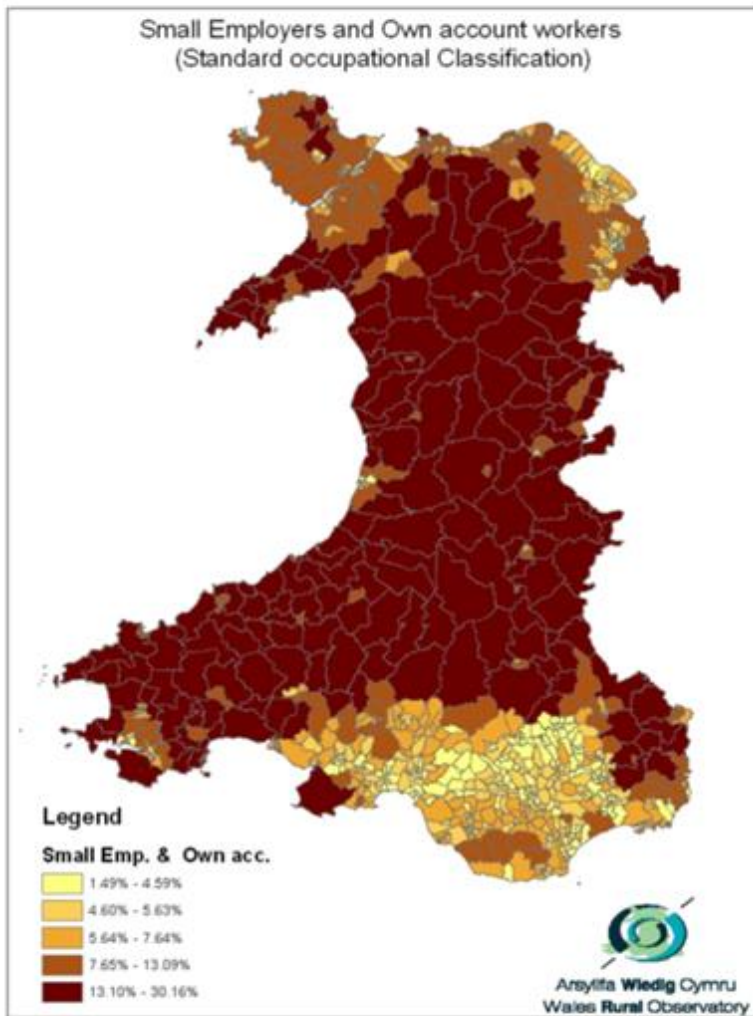 Small Employers and Own account workers
(Standard occupational Classification)
Legend
Small Emp. & Own acc.
1.49% - 4.59%
4.60% - 5.63%
5.64% - 7.64%
7.65% - 13.09%
13.10% - 30.16%
Arsyllfa Wledig Cymru
Wales Rural Observatory